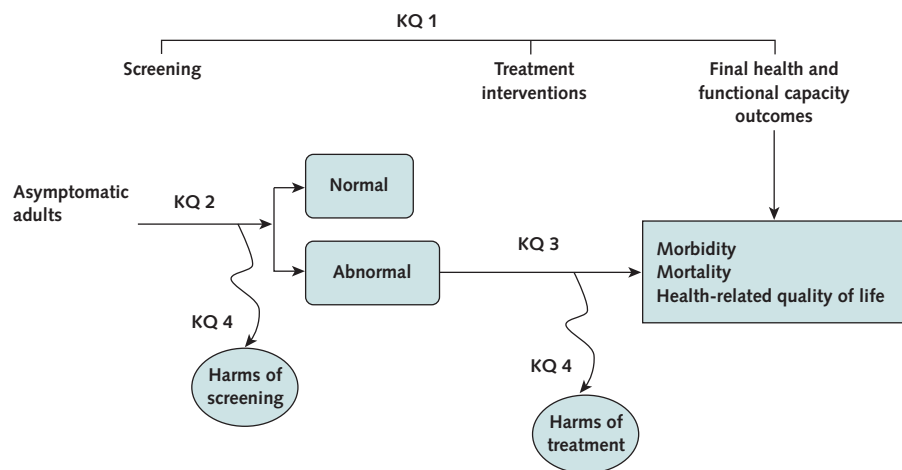 KQ 1
Screening
Treatment
interventions
Final health and
functional capacity
outcomes
Asymptomatic
adults
KQ 2
Normal
Abnormal
KQ 3
Morbidity
Mortality
Health-related quality of life
KQ 4
Harms of
screening
KQ 4
Harms of
treatment